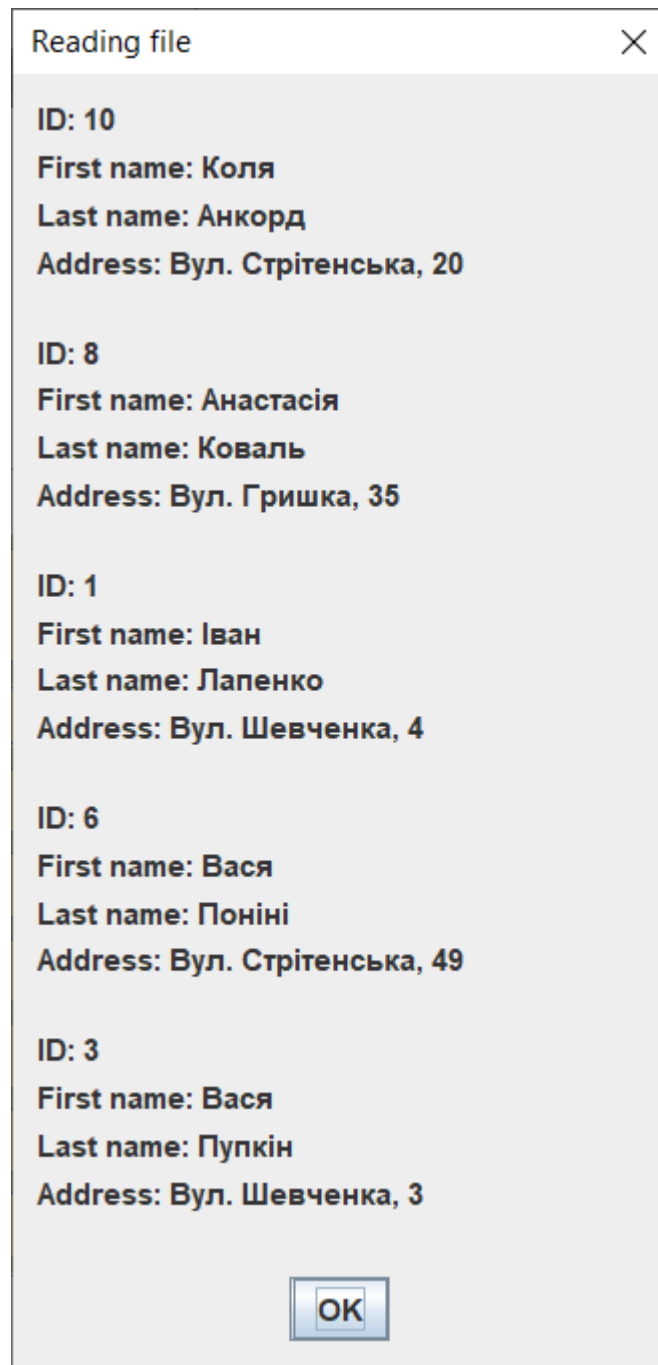 Reading file
ID: 10
First name: Коля
Last name: Анкорд
Address: Вул. Стрітенська, 20
ID: 8
First name: Анастасія
Last name: Коваль
Address: Вул. Гришка, 35
ID: 1
First name: Іван
Last name: Лапенко
Address: Вул. Шевченка, 4
ID: 6
First name: Вася
Last name: Поніні
Address: Вул. Стрітенська, 49
ID: 3
First name: Вася
Last name: Пупкін
Address: Вул. Шевченка, 3
OK